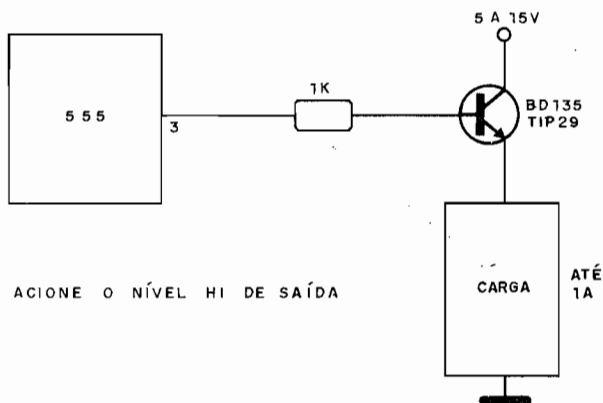 5 A 15V
1K
555
3
BD135
TIP29
ACIONE O NÍVEL HI DE SAÍDA
CARGA
ATÉ
1A